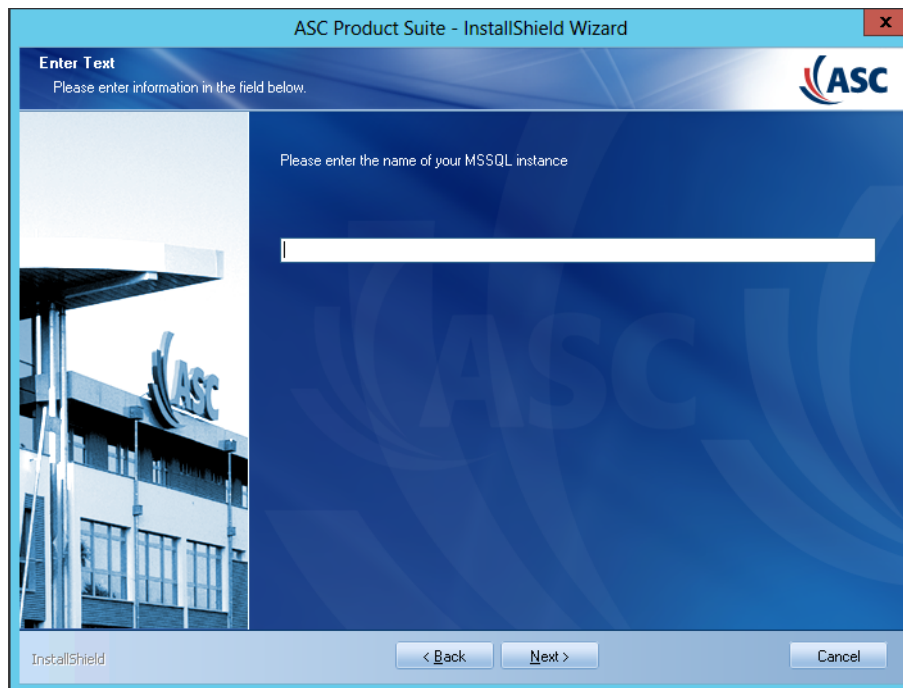 ASC Product Suite - InstallShield Wizard
x
Enter Text
Please enter information in the field below.
ASC
Please enter the name of your MSSQL instance
ASC
ASC
InstallShield
< Back
Next >
Cancel